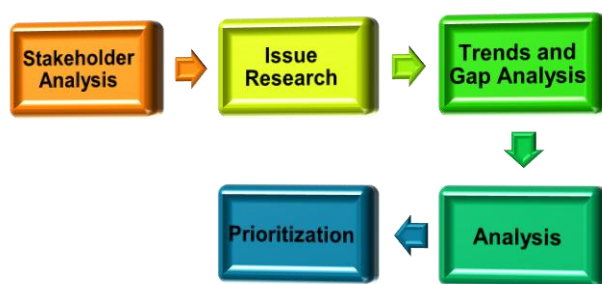 Stakeholder
Analysis
Issue
Research
Trends and
Gap Analysis
Analysis
Prioritization